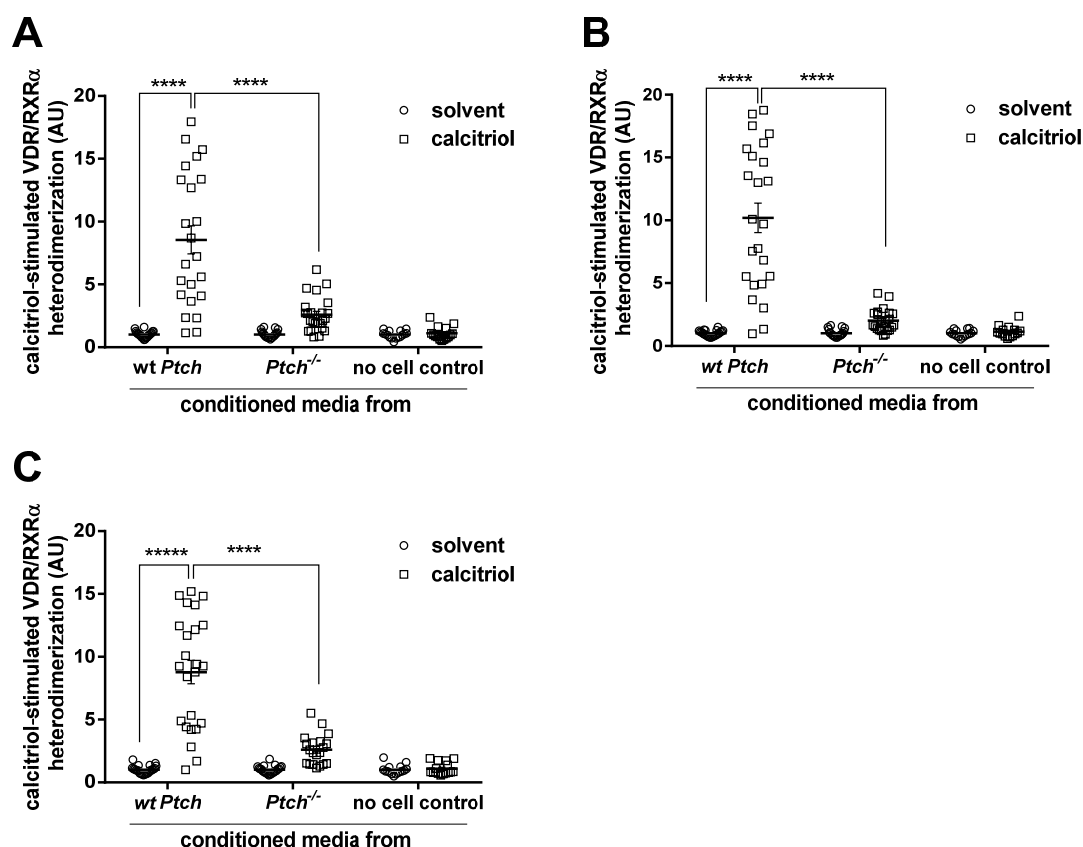 A
calcitriol-stimulated VDR/RXRα
heterodimerization (AU)
20
15
10
5
0
**** ****
solvent
calcitriol
wt Ptch Ptch-/- no cell control
conditioned media from
B
calcitriol-stimulated VDR/RXRα
heterodimerization (AU)
20
15
10
5
0
**** ****
solvent
calcitriol
wt Ptch Ptch-/- no cell control
conditioned media from
C
calcitriol-stimulated VDR/RXRα
heterodimerization (AU)
20
15
10
5
0
***** ****
solvent
calcitriol
wt Ptch Ptch-/- no cell control
conditioned media from